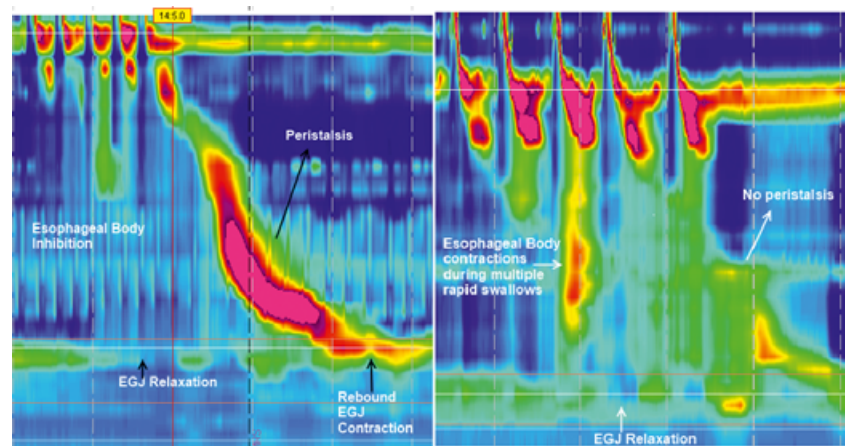 14:5.0
Peristalsis
Esophageal Body
Inhibition
EGJ Relaxation
Rebound
EGJ
Contraction
No peristalsis
Esophageal Body
contractions
during multiple
rapid swallows
EGJ Relaxation